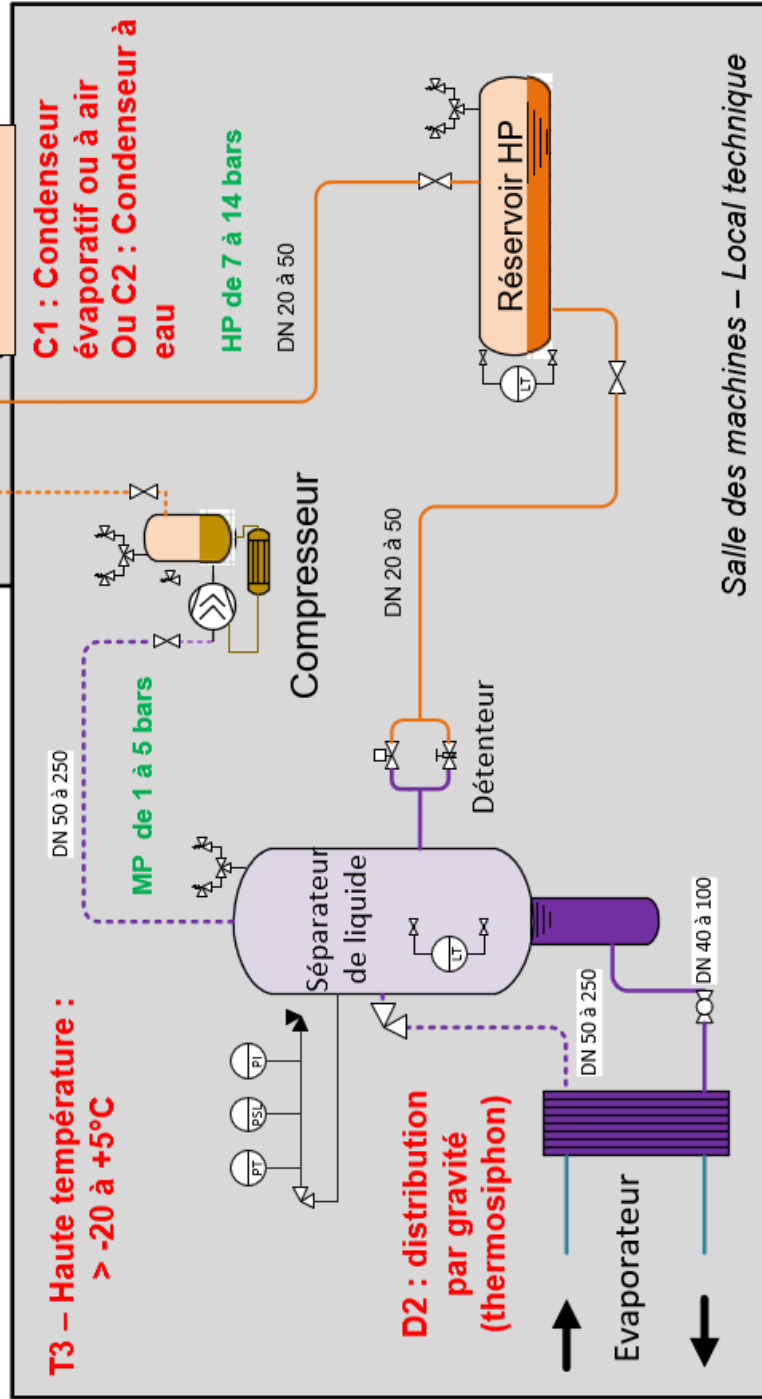 T3 – Haute température :
> -20 à +5°C
DN 50 à 250
MP de 1 à 5 bars
Compresseur
C1 : Condenseur
évaporatif ou à air
Ou C2 : Condenseur à
eau
HP de 7 à 14 bars
DN 20 à 50
PT
PSL
PI
Séparateur
de liquide
LT
Détenteur
DN 20 à 50
LT
Réservoir HP
D2 : distribution
par gravité
(thermosiphon)
DN 50 à 250
DN 40 à 100
Evaporateur
Salle des machines – Local technique